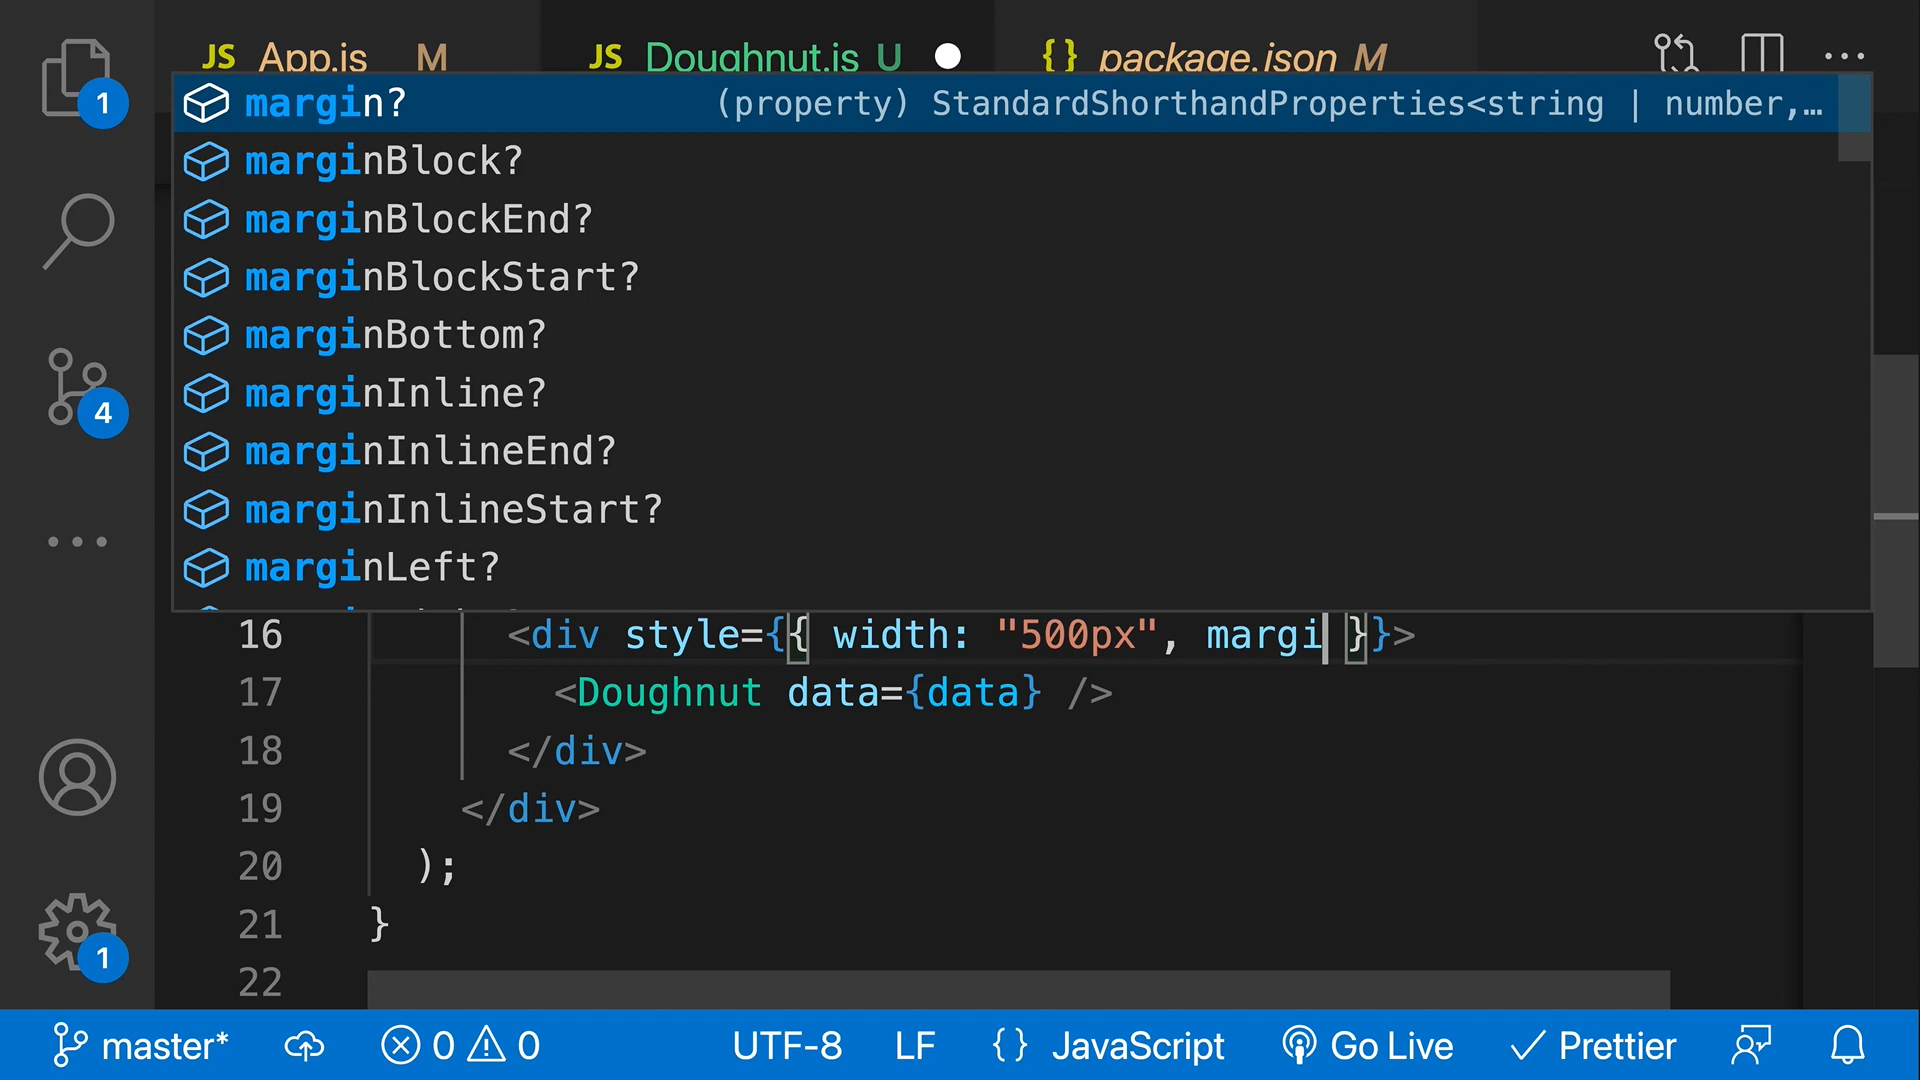 JS App.js M JS Doughnut.js U {} package.json M
1 margin? (property) StandardShorthandProperties<string | number,…
marginBlock?
marginBlockEnd?
marginBlockStart?
marginBottom?
4 marginInline?
marginInlineEnd?
marginInlineStart?
marginLeft?
16 <div style={{ width: "500px", margi }}>
17 <Doughnut data={data} />
18 </div>
19 </div>
20 );
21 }
1
22
master* 0 0 UTF-8 LF {} JavaScript Go Live Prettier